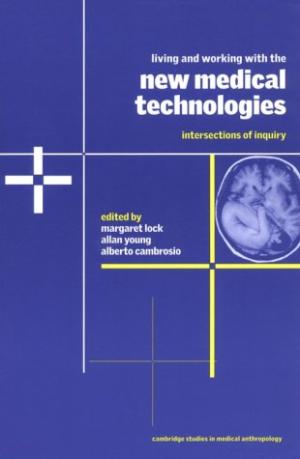 living and working with the
new medical
technologies
intersections of inquiry
edited by
margaret lock
allan young
alberto cambrosio
cambridge studies in medical anthropology